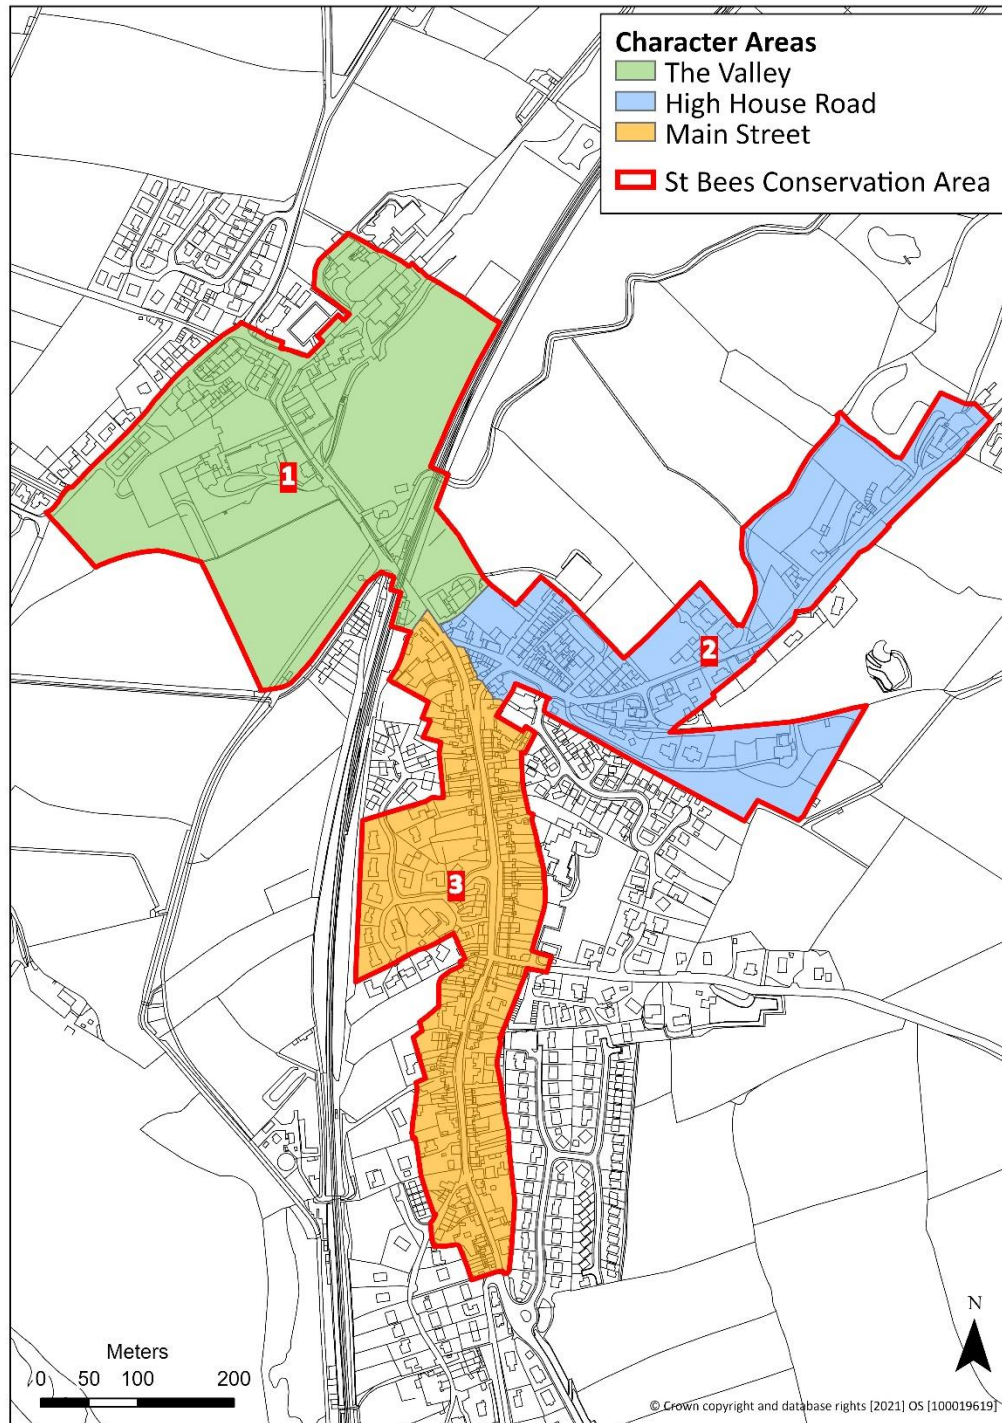 Character Areas
The Valley
High House Road
Main Street
St Bees Conservation Area
1
2
3
N
Meters
0 50 100 200
© Crown copyright and database rights [2021] OS [100019619]